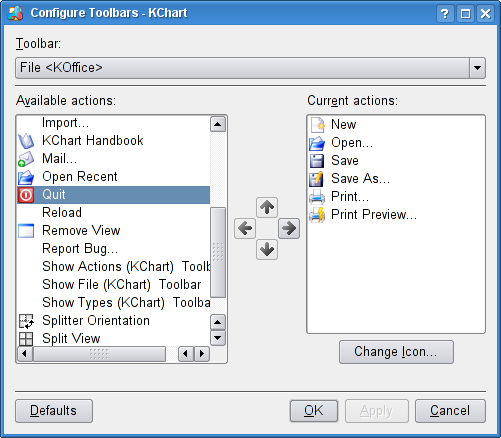 Configure Toolbars - KChart
Toolbar:
File <KOffice>
Available actions:
Import...
KChart Handbook
Mail...
Open Recent
Quit
Reload
Remove View
Report Bug...
Show Actions (KChart) Toolb
Show File (KChart) Toolbar
Show Types (KChart) Toolba
Splitter Orientation
Split View
Current actions:
New
Open...
Save
Save As...
Print...
Print Preview...
Change Icon...
Defaults
OK
Apply
Cancel